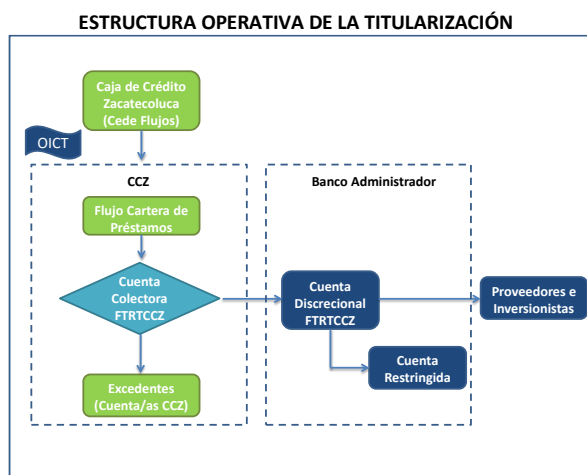 ESTRUCTURA OPERATIVA DE LA TITULARIZACIÓN
Caja de Crédito
Zacatecoluca
(Cede Flujos)
OICT
CCZ
Banco Administrador
Flujo Cartera de
Préstamos
Cuenta
Colectora
FTRTCCZ
Cuenta
Discrecional
FTRTCCZ
Proveedores e
Inversionistas
Cuenta
Restringida
Excedentes
(Cuenta/as CCZ)